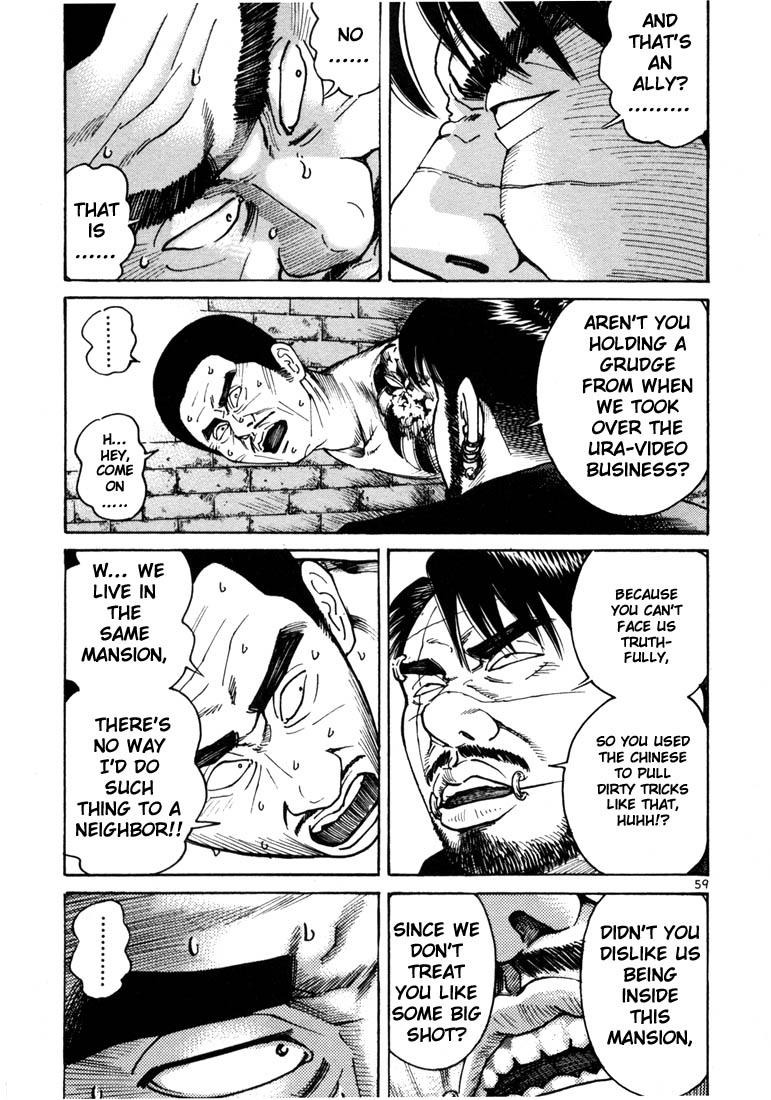 AND
THAT'S
AN
ALLY?
.........
NO
......
THAT
IS
......
AREN'T YOU
HOLDING A
GRUDGE
FROM WHEN
WE TOOK
OVER THE
URA-VIDEO
BUSINESS?
......
H...
HEY,
COME
ON
.....
BECAUSE
YOU CAN'T
FACE US
TRUTH-
FULLY,
SO YOU USED
THE CHINESE
TO PULL
DIRTY TRICKS
LIKE THAT,
HUHH!?
W... WE
LIVE IN
THE
SAME
MANSION,
THERE'S
NO WAY
I'D DO
SUCH
THING TO A
NEIGHBOR!!
59
DIDN'T YOU
DISLIKE US
BEING
INSIDE
THIS
MANSION,
SINCE WE
DON'T
TREAT
YOU LIKE
SOME BIG
SHOT?
.........